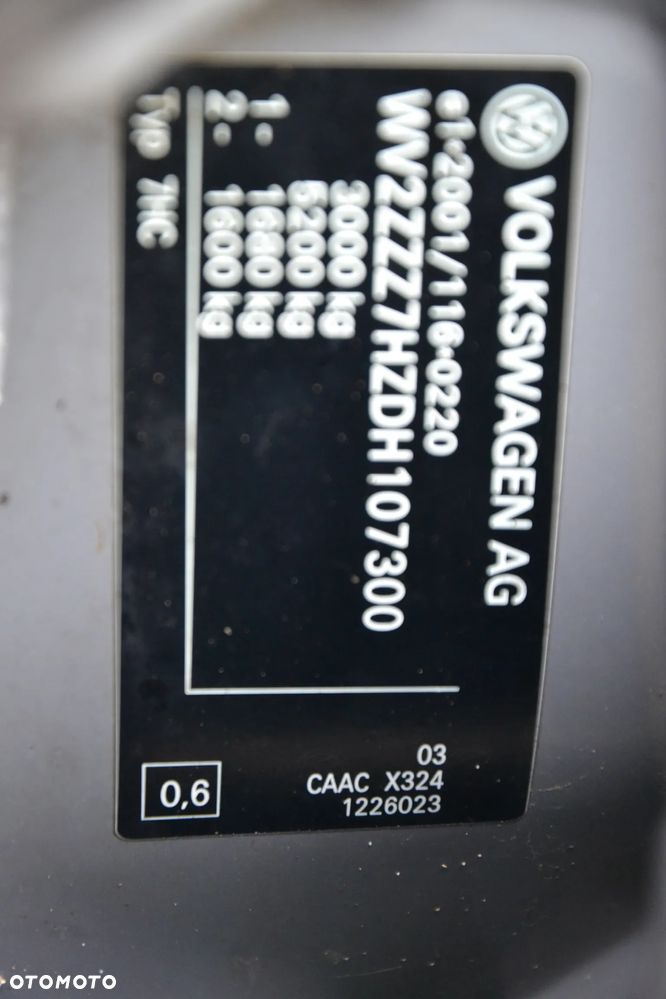 VOLKSWAGEN AG
e1*2001/116*0220
WV2ZZZ7HZDH107300
3000 kg
5200 kg
1- 1680 kg
2- 1600 kg
Typ 7HC
03
CAAC X324
1226023
0,6
OTOMOTO